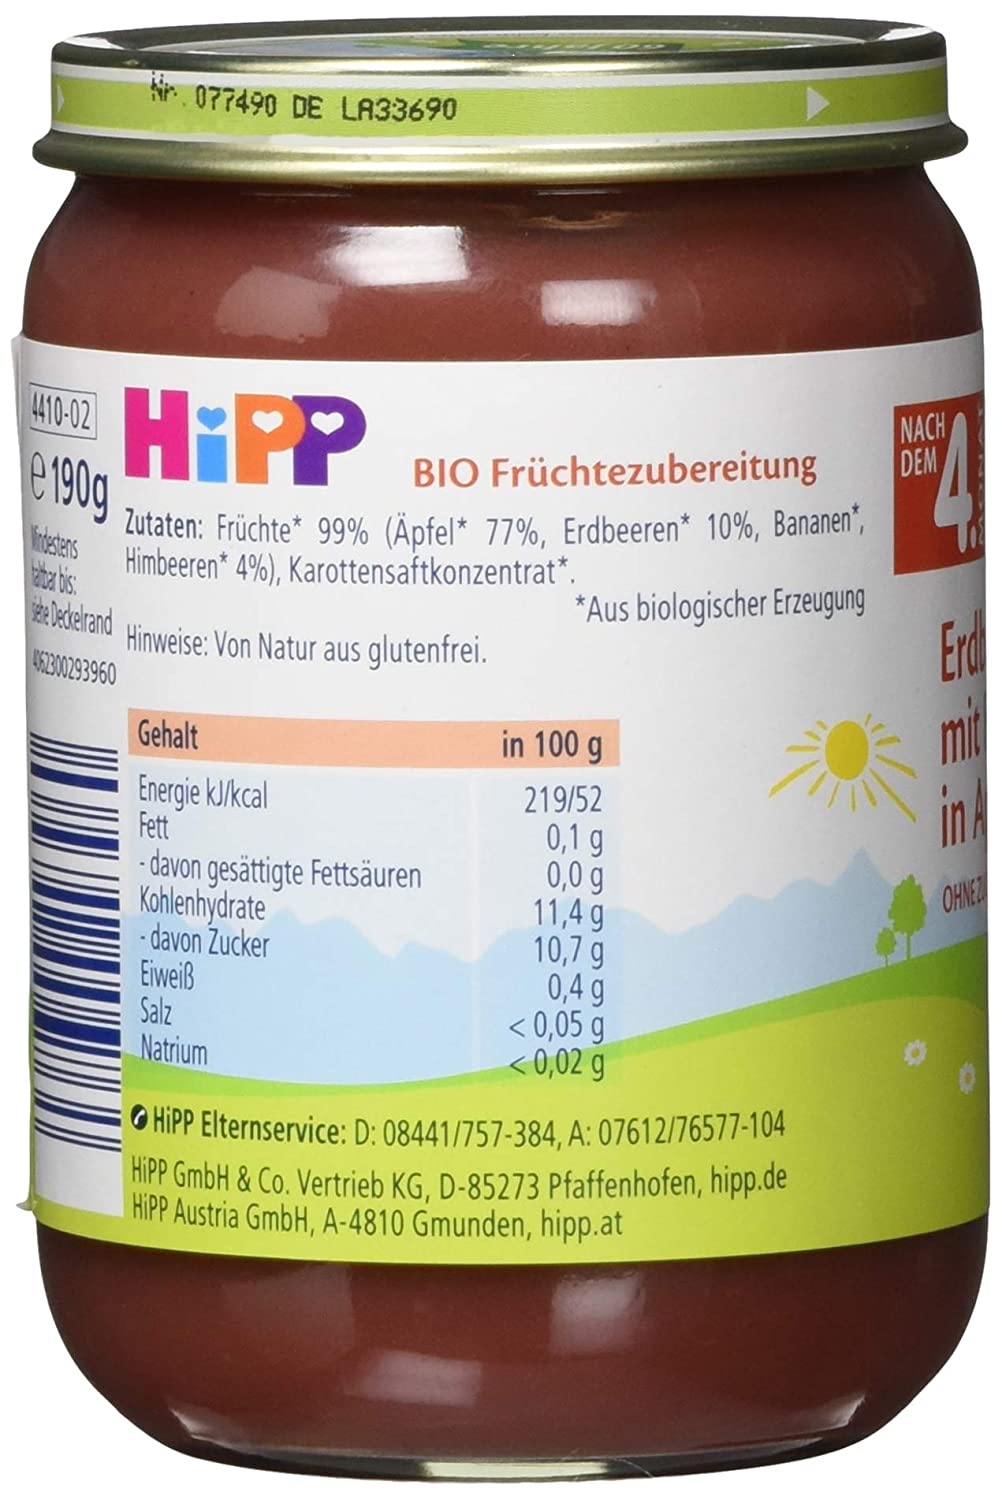 Nr. 077490 DE LA33690
4410-02
HiPP
BIO Früchtezubereitung
NACH
DEM 4.
e 190g
Mindestens
haltbar bis:
siehe Deckelrand
4062300293960
Zutaten: Früchte* 99% (Äpfel* 77%, Erdbeeren* 10%, Bananen*,
Himbeeren* 4%), Karottensaftkonzentrat*.
*Aus biologischer Erzeugung
Hinweise: Von Natur aus glutenfrei.
Gehalt in 100 g
Energie kJ/kcal 219/52
Fett 0,1 g
- davon gesättigte Fettsäuren 0,0 g
Kohlenhydrate 11,4 g
- davon Zucker 10,7 g
Eiweiß 0,4 g
Salz < 0,05 g
Natrium < 0,02 g
mit
in
OHNE
HiPP Elternservice: D: 08441/757-384, A: 07612/76577-104
HiPP GmbH & Co. Vertrieb KG, D-85273 Pfaffenhofen, hipp.de
HiPP Austria GmbH, A-4810 Gmunden, hipp.at